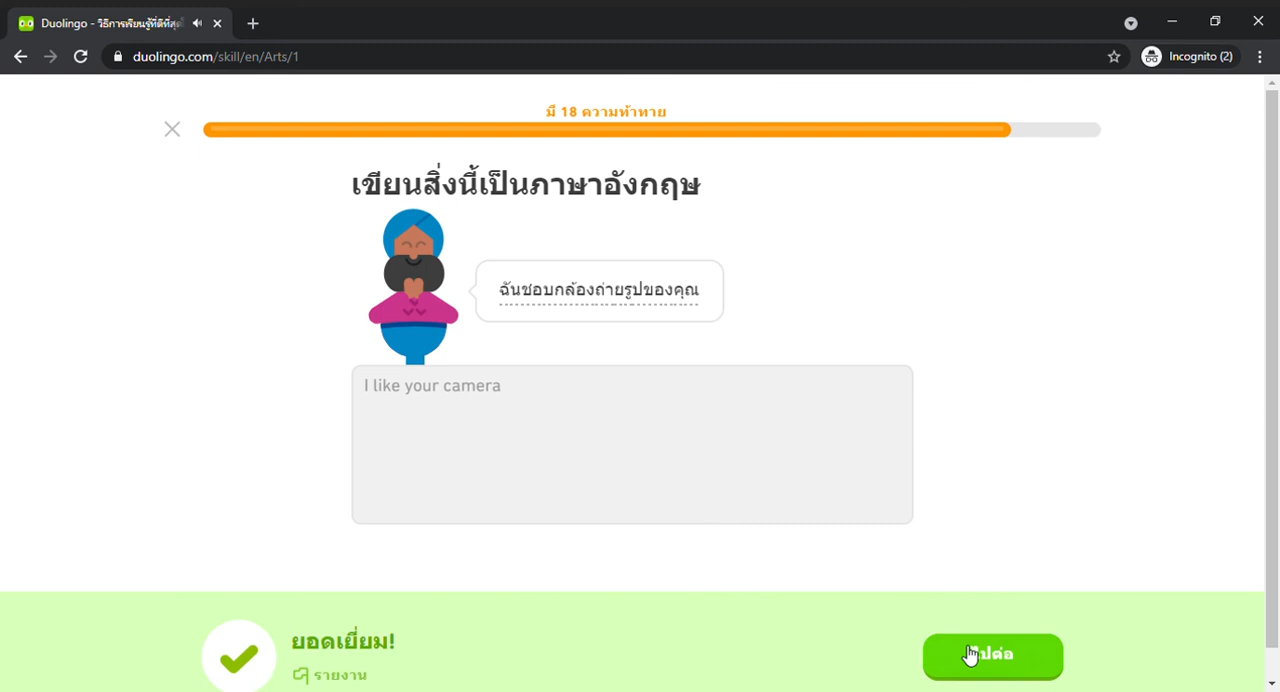 Duolingo - วิธีการเรียนรู้ที่ดีที่สุด
duolingo.com/skill/en/Arts/1
Incognito (2)
มี 18 ความท้าทาย
เขียนสิ่งนี้เป็นภาษาอังกฤษ
ฉันชอบกล้องถ่ายรูปของคุณ
I like your camera
ยอดเยี่ยม!
รายงาน
ไปต่อ